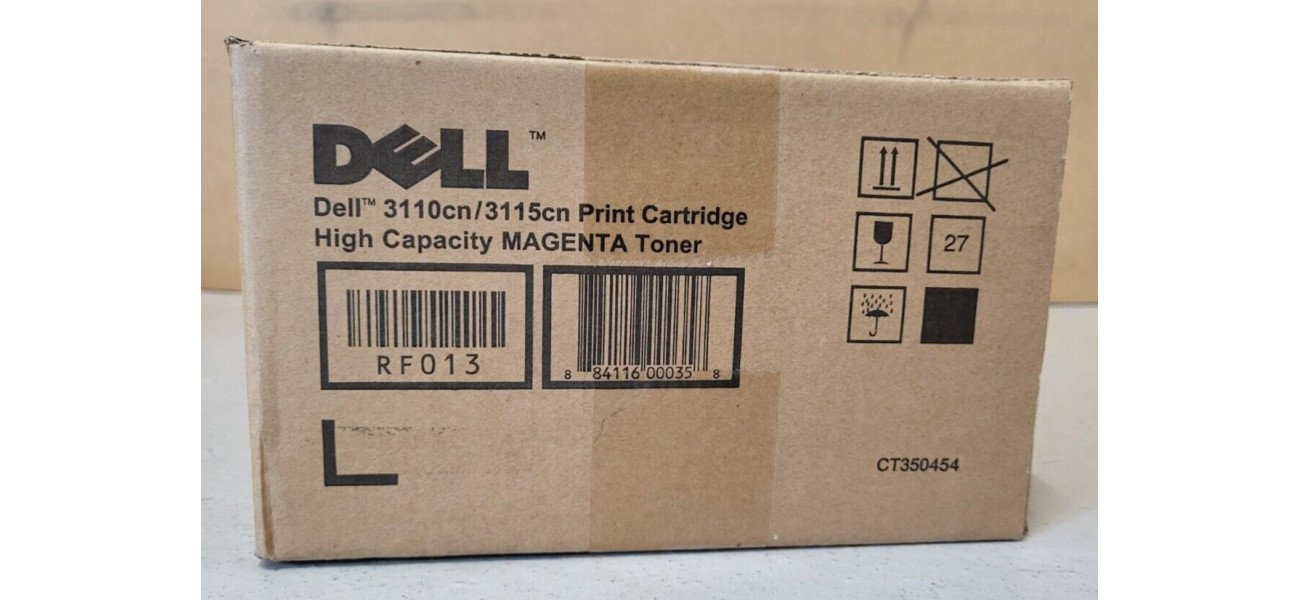 DELL™
Dell™ 3110cn/3115cn Print Cartridge
High Capacity MAGENTA Toner
RF013
8 84116 00035 8
27
CT350454